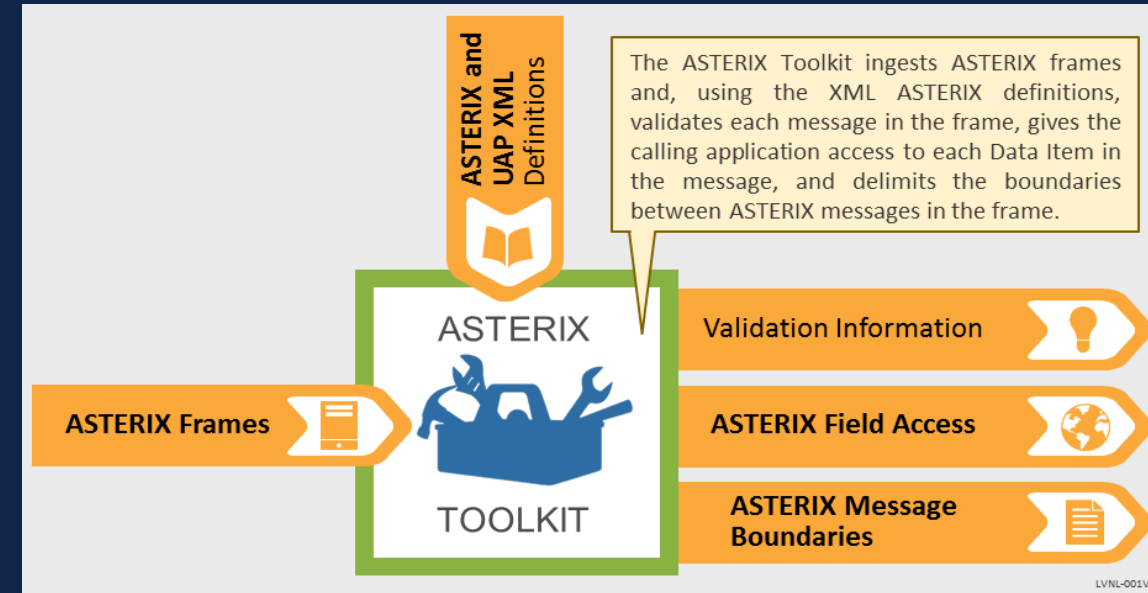 ASTERIX and
UAP XML
Definitions
The ASTERIX Toolkit ingests ASTERIX frames
and, using the XML ASTERIX definitions,
validates each message in the frame, gives the
calling application access to each Data Item in
the message, and delimits the boundaries
between ASTERIX messages in the frame.
ASTERIX Frames
ASTERIX
TOOLKIT
Validation Information
ASTERIX Field Access
ASTERIX Message
Boundaries
LVNL-001V